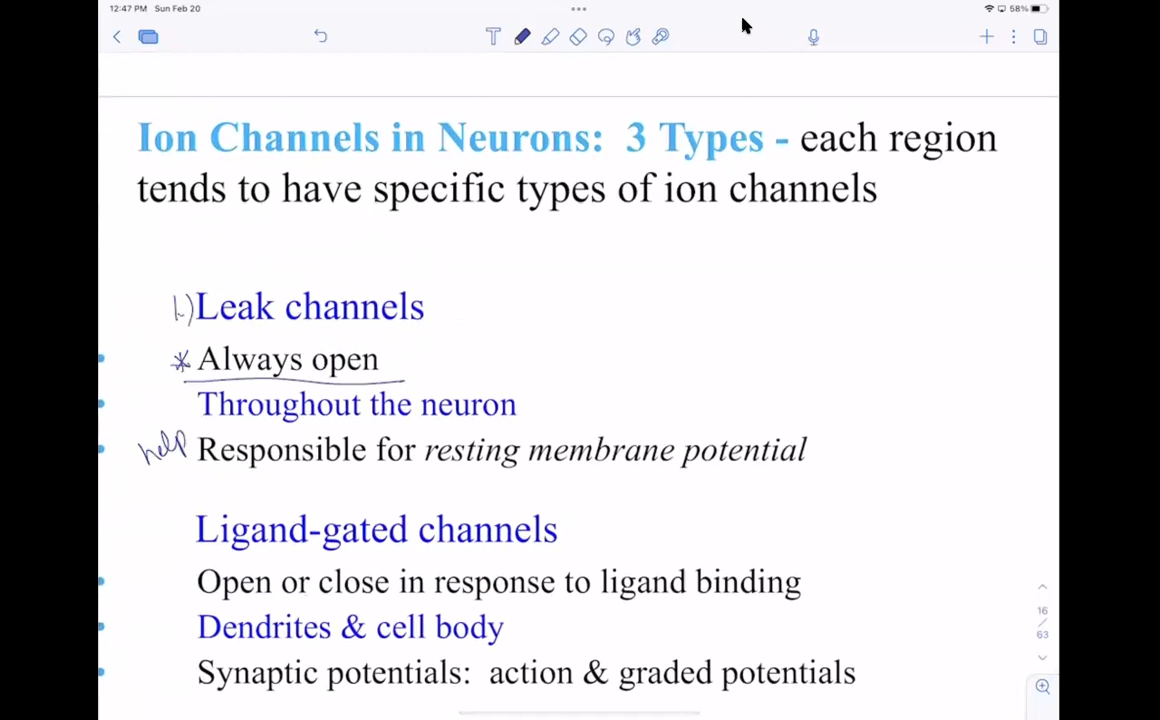 12:47 PM Sun Feb 20
58%
T
Ion Channels in Neurons: 3 Types - each region
tends to have specific types of ion channels
1.) Leak channels
* Always open
Throughout the neuron
help Responsible for resting membrane potential
Ligand-gated channels
Open or close in response to ligand binding
Dendrites & cell body
Synaptic potentials: action & graded potentials
16
/
63